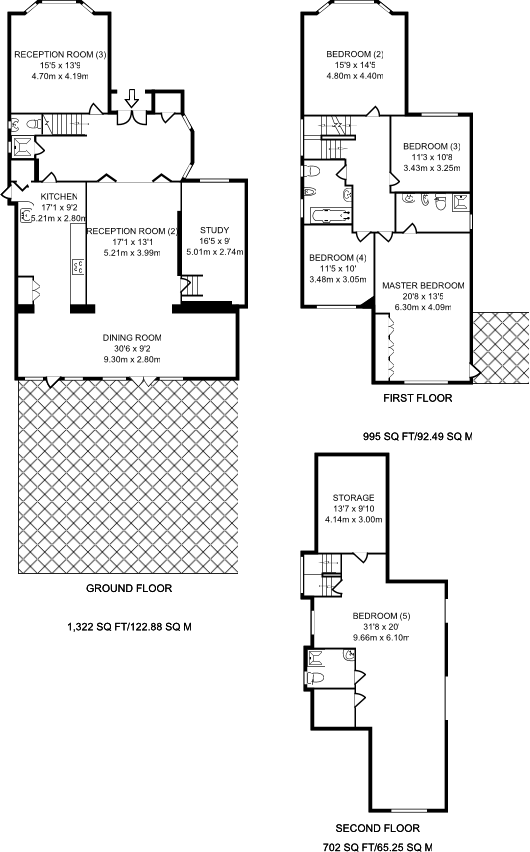 RECEPTION ROOM (3)
15'5 x 13'9
4.70m x 4.19m
KITCHEN
17'1 x 9'2
5.21m x 2.80m
RECEPTION ROOM (2)
17'1 x 13'1
5.21m x 3.99m
STUDY
16'5 x 9'
5.01m x 2.74m
DINING ROOM
30'6 x 9'2
9.30m x 2.80m
GROUND FLOOR
1,322 SQ FT/122.88 SQ M
BEDROOM (2)
15'9 x 14'5
4.80m x 4.40m
BEDROOM (3)
11'3 x 10'8
3.43m x 3.25m
BEDROOM (4)
11'5 x 10'
3.48m x 3.05m
MASTER BEDROOM
20'8 x 13'5
6.30m x 4.09m
FIRST FLOOR
995 SQ FT/92.49 SQ M
STORAGE
13'7 x 9'10
4.14m x 3.00m
BEDROOM (5)
31'8 x 20'
9.66m x 6.10m
SECOND FLOOR
702 SQ FT/65.25 SQ M